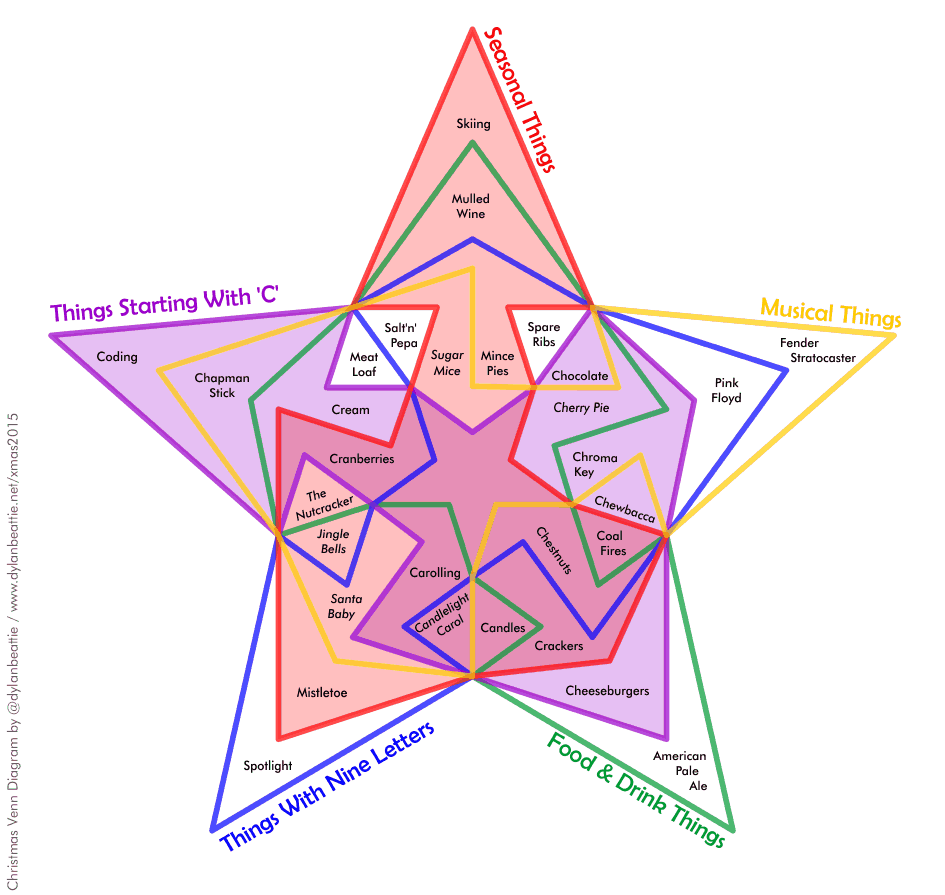 Seasonal Things
Skiing
Mulled
Wine
Things Starting With 'C'
Musical Things
Coding
Chapman
Stick
Salt'n'
Pepa
Meat
Loaf
Sugar
Mice
Mince
Pies
Spare
Ribs
Chocolate
Fender
Stratocaster
Pink
Floyd
Cream
Cherry Pie
Cranberries
Chroma
Key
The
Nutcracker
Chewbacca
Jingle
Bells
Coal
Fires
Chestnuts
Carolling
Santa
Baby
Candlelight
Carol
Candles
Crackers
Mistletoe
Cheeseburgers
Spotlight
American
Pale
Ale
Things With Nine Letters
Food & Drink Things
Christmas Venn Diagram by @dylanbeattie / www.dylanbeattie.net/xmas2015